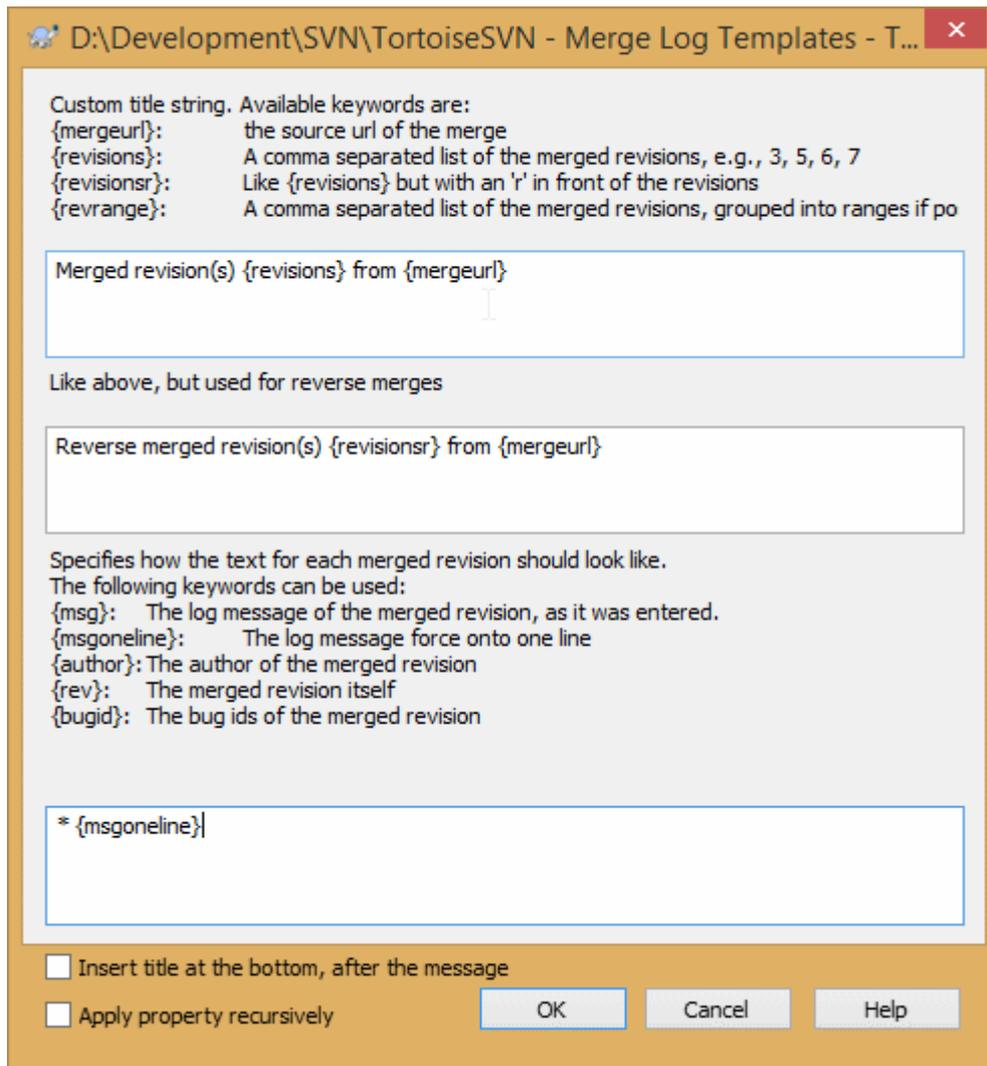 D:\Development\SVN\TortoiseSVN - Merge Log Templates - T...
Custom title string. Available keywords are:
{mergeurl}: the source url of the merge
{revisions}: A comma separated list of the merged revisions, e.g., 3, 5, 6, 7
{revisionsr}: Like {revisions} but with an 'r' in front of the revisions
{revrange}: A comma separated list of the merged revisions, grouped into ranges if po
Merged revision(s) {revisions} from {mergeurl}
Like above, but used for reverse merges
Reverse merged revision(s) {revisionsr} from {mergeurl}
Specifies how the text for each merged revision should look like.
The following keywords can be used:
{msg}: The log message of the merged revision, as it was entered.
{msgoneline}: The log message force onto one line
{author}: The author of the merged revision
{rev}: The merged revision itself
{bugid}: The bug ids of the merged revision
* {msgoneline}
Insert title at the bottom, after the message
Apply property recursively
OK Cancel Help